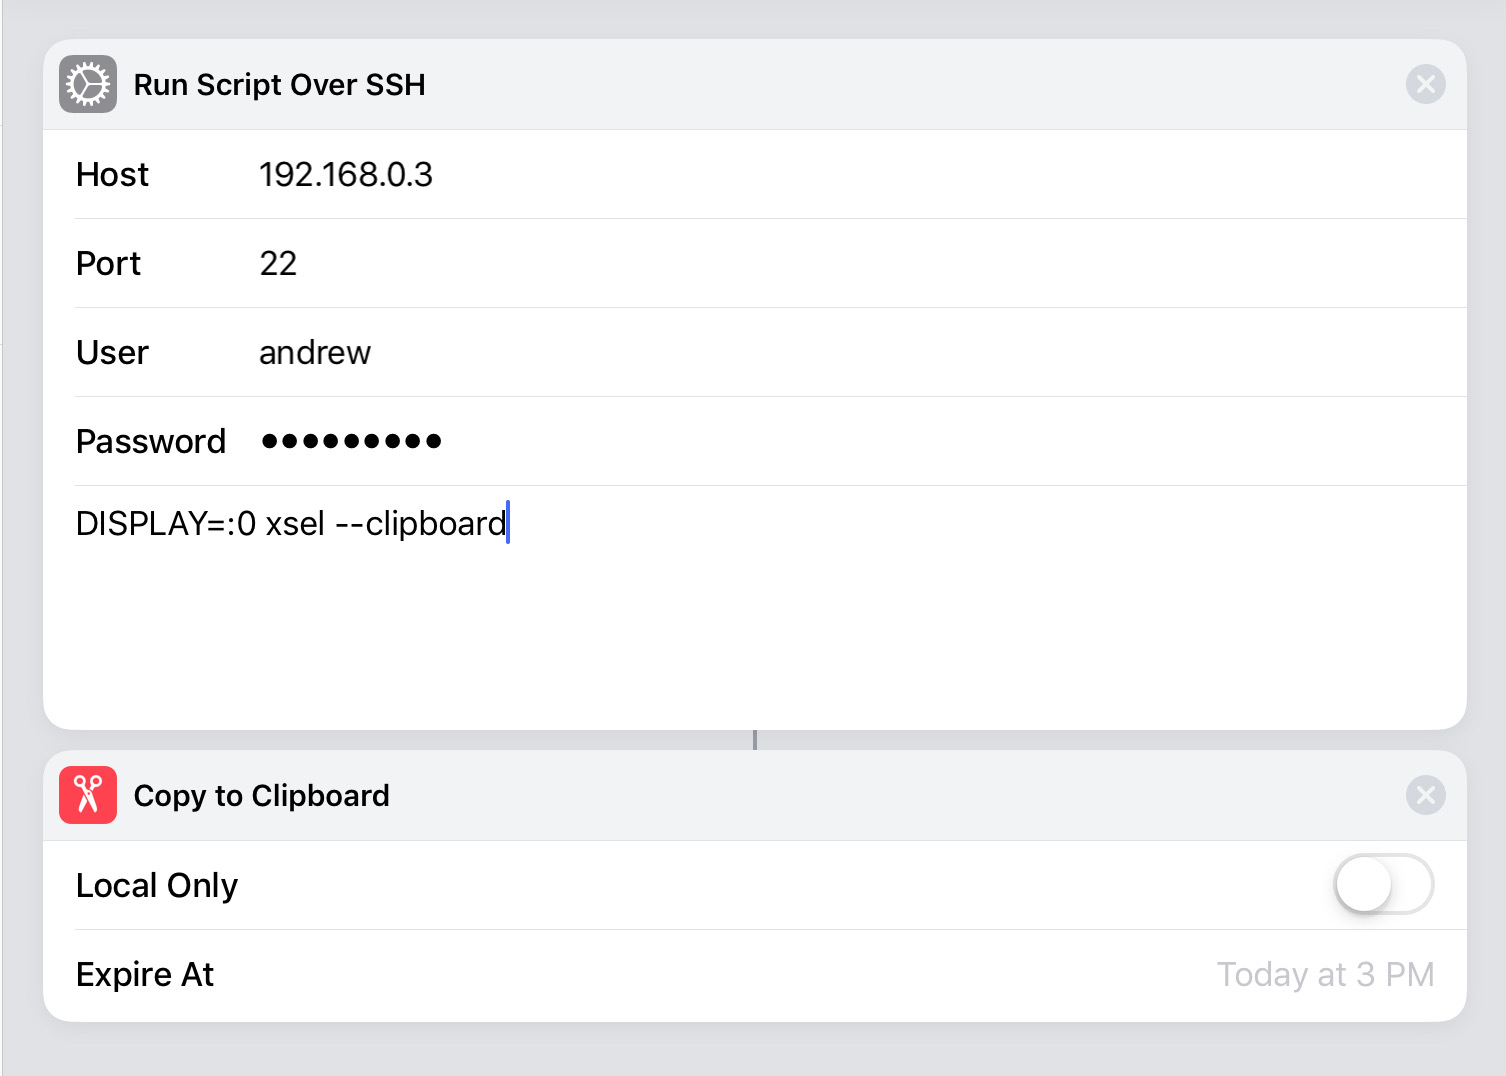 Run Script Over SSH
Host 192.168.0.3
Port 22
User andrew
Password •••••••••
DISPLAY=:0 xsel --clipboard
Copy to Clipboard
Local Only
Expire At Today at 3 PM